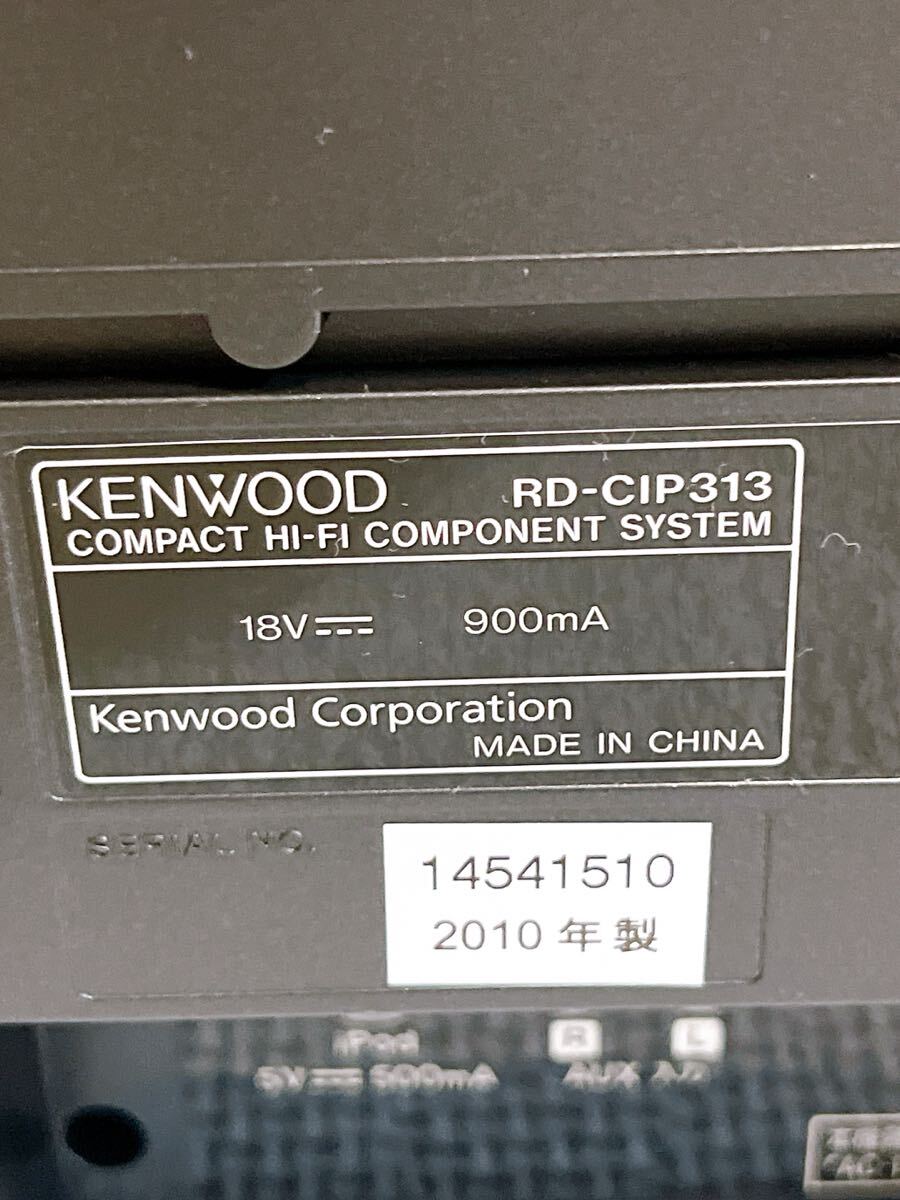 KENWOOD RD-CIP313
COMPACT HI-FI COMPONENT SYSTEM
18V⎓ 900mA
Kenwood Corporation
MADE IN CHINA
SERIAL NO.
14541510
2010 年 製
iPod
5V⎓ 500mA
R L
AUX